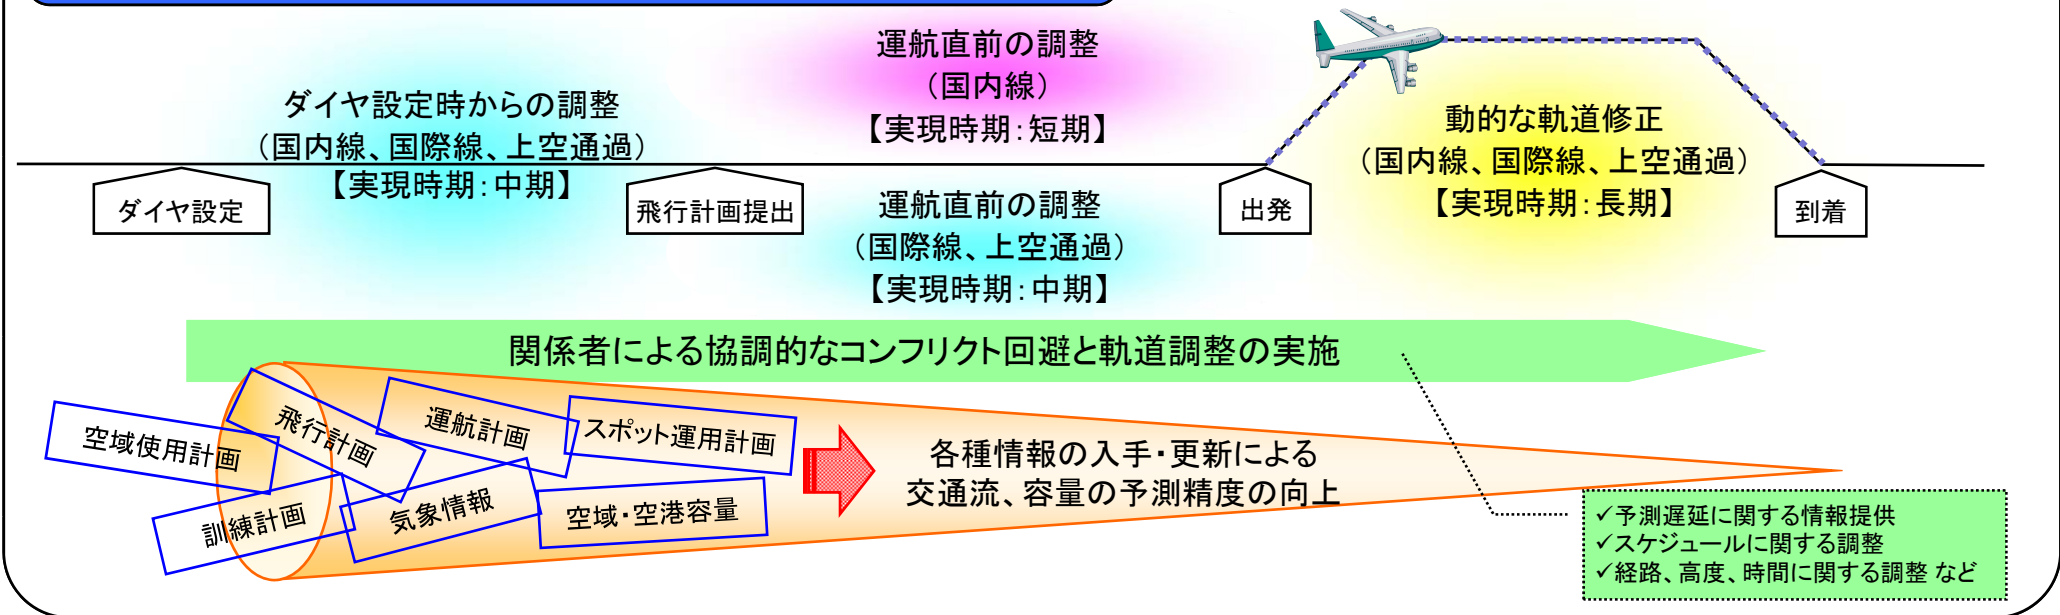 運航直前の調整
（国内線）
【実現時期：短期】
ダイヤ設定時からの調整
（国内線、国際線、上空通過）
【実現時期：中期】
動的な軌道修正
（国内線、国際線、上空通過）
【実現時期：長期】
ダイヤ設定
飛行計画提出
運航直前の調整
（国際線、上空通過）
【実現時期：中期】
出発
到着
関係者による協調的なコンフリクト回避と軌道調整の実施
空域使用計画
飛行計画
運航計画
スポット運用計画
訓練計画
気象情報
空域・空港容量
各種情報の入手・更新による
交通流、容量の予測精度の向上
✓予測遅延に関する情報提供
✓スケジュールに関する調整
✓経路、高度、時間に関する調整 など